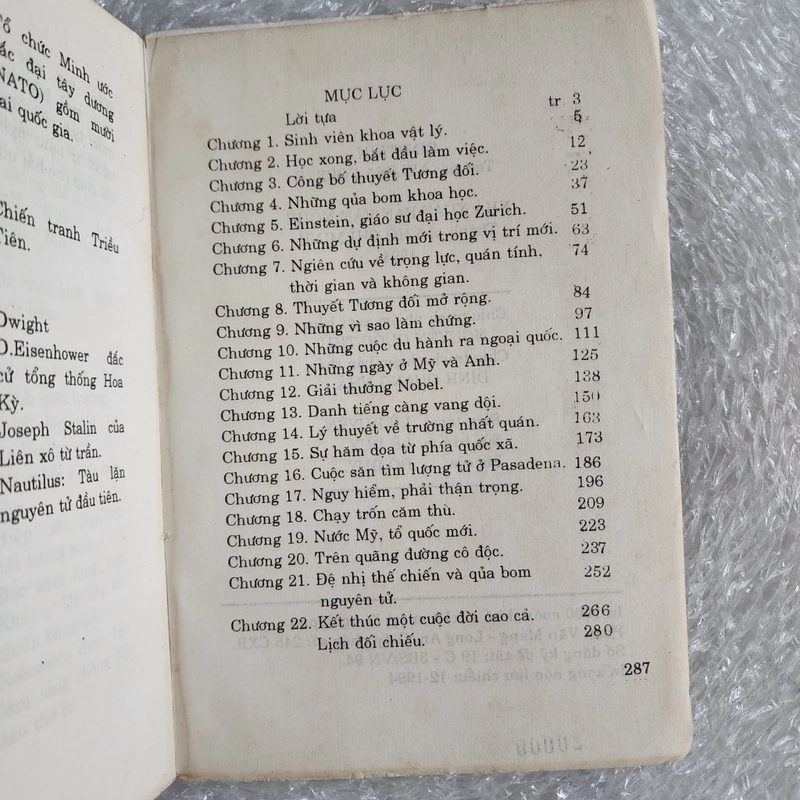 Tổ chức Minh ước
đại tây dương
(NATO) gồm mười
quốc gia.
Chiến tranh Triều
Tiên.
Dwight
D.Eisenhower đắc
cử tổng thống Hoa
Kỳ.
Joseph Stalin của
Liên xô từ trần.
Nautilus: Tàu lặn
nguyên tử đầu tiên.
MỤC LỤC
Lời tựa tr 3
Chương 1. Sinh viên khoa vật lý. 5
Chương 2. Học xong, bắt đầu làm việc. 12
Chương 3. Công bố thuyết Tương đối. 23
Chương 4. Những qủa bom khoa học. 37
Chương 5. Einstein, giáo sư đại học Zurich. 51
Chương 6. Những dự định mới trong vị trí mới. 63
Chương 7. Ngiên cứu về trọng lực, quán tính, 74
thời gian và không gian.
Chương 8. Thuyết Tương đối mở rộng. 84
Chương 9. Những vì sao làm chứng. 97
Chương 10. Những cuộc du hành ra ngoại quốc. 111
Chương 11. Những ngày ở Mỹ và Anh. 125
Chương 12. Giải thưởng Nobel. 138
Chương 13. Danh tiếng càng vang dội. 150
Chương 14. Lý thuyết về trường nhất quán. 163
Chương 15. Sự hăm dọa từ phía quốc xã. 173
Chương 16. Cuộc săn tìm lượng tử ở Pasadena. 186
Chương 17. Nguy hiểm, phải thận trọng. 196
Chương 18. Chạy trốn căm thù. 209
Chương 19. Nước Mỹ, tổ quốc mới. 223
Chương 20. Trên quãng đường cô độc. 237
Chương 21. Đệ nhị thế chiến và qủa bom 252
nguyên tử.
Chương 22. Kết thúc một cuộc đời cao cả. 266
Lịch đối chiếu. 280
287